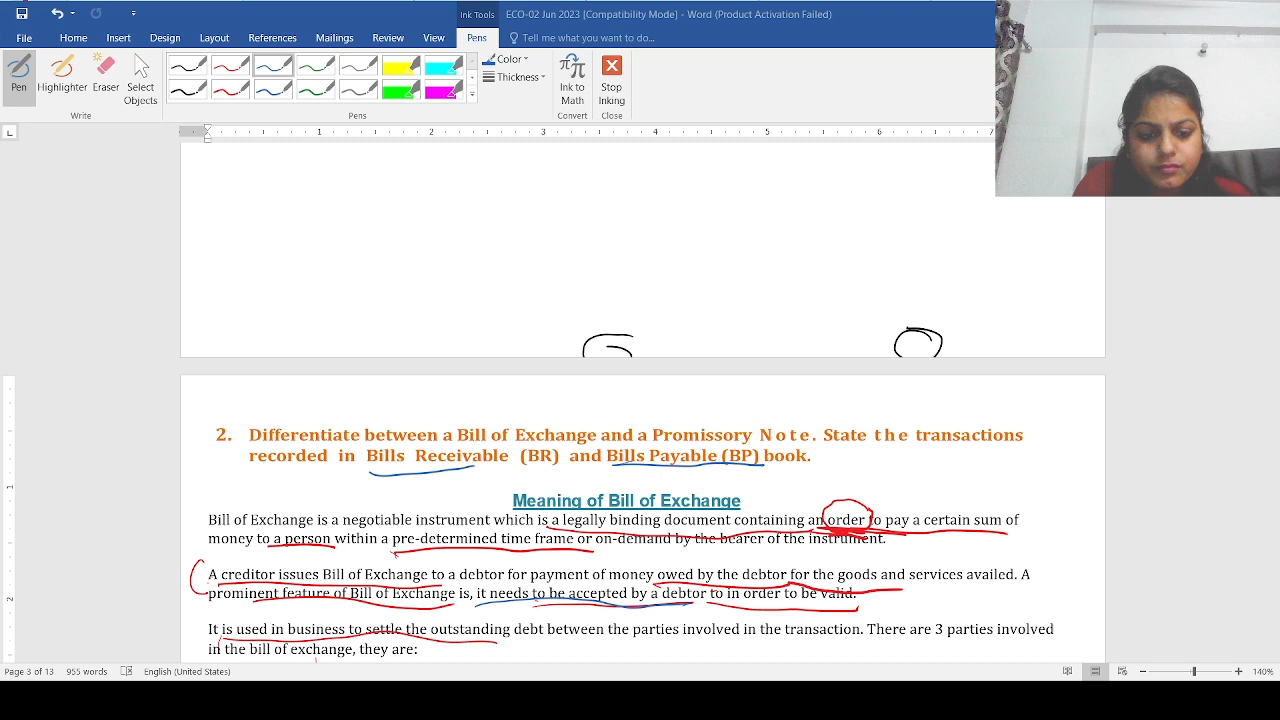 Ink Tools
ECO-02 Jun 2023 [Compatibility Mode] - Word (Product Activation Failed)
File Home Insert Design Layout References Mailings Review View Pens Tell me what you want to do...
Pen Highlighter Eraser Select Objects
Color
Thickness
Ink to Math
Stop Inking
Write Pens Convert Close
1 2 3 4 5 6 7
2. Differentiate between a Bill of Exchange and a Promissory Note. State the transactions
recorded in Bills Receivable (BR) and Bills Payable (BP) book.
1
Meaning of Bill of Exchange
Bill of Exchange is a negotiable instrument which is a legally binding document containing an order to pay a certain sum of
money to a person within a pre-determined time frame or on-demand by the bearer of the instrument.
A creditor issues Bill of Exchange to a debtor for payment of money owed by the debtor for the goods and services availed. A
2
prominent feature of Bill of Exchange is, it needs to be accepted by a debtor to in order to be valid.
It is used in business to settle the outstanding debt between the parties involved in the transaction. There are 3 parties involved
in the bill of exchange, they are:
Page 3 of 13 955 words English (United States) 140%